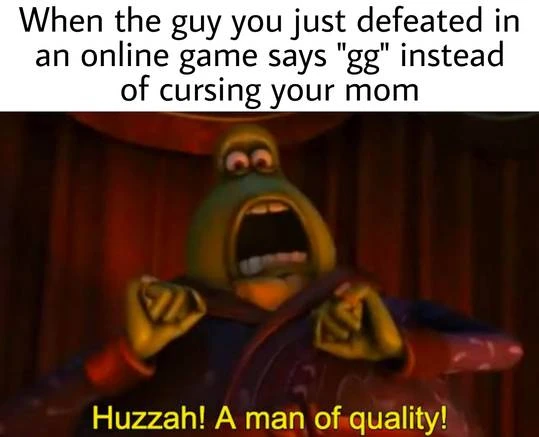 When the guy you just defeated in
an online game says "gg" instead
of cursing your mom
Huzzah! A man of quality!